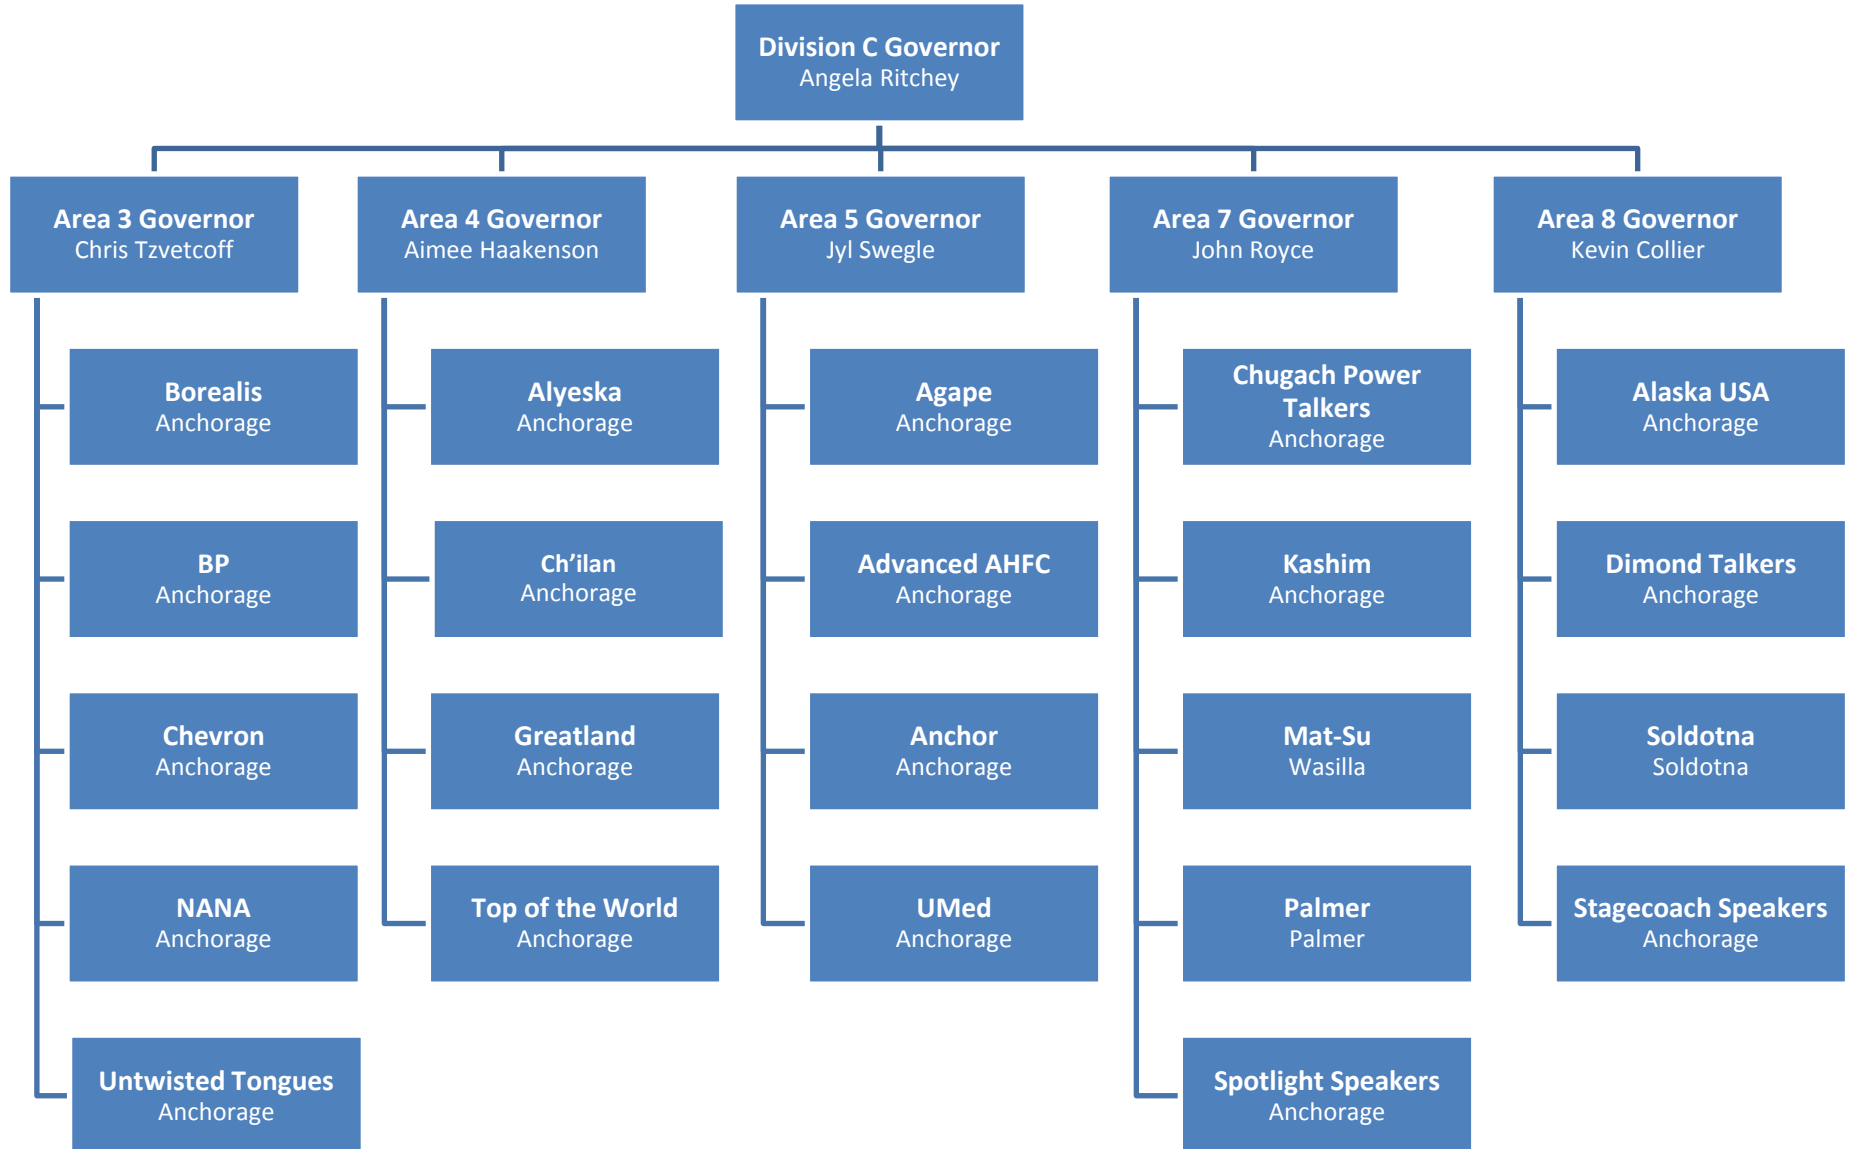 Division C Governor
Angela Ritchey
Area 3 Governor
Chris Tzvetcoff
Area 4 Governor
Aimee Haakenson
Area 5 Governor
Jyl Swegle
Area 7 Governor
John Royce
Area 8 Governor
Kevin Collier
Borealis
Anchorage
Alyeska
Anchorage
Agape
Anchorage
Chugach Power
Talkers
Anchorage
Alaska USA
Anchorage
BP
Anchorage
Ch’ilan
Anchorage
Advanced AHFC
Anchorage
Kashim
Anchorage
Dimond Talkers
Anchorage
Chevron
Anchorage
Greatland
Anchorage
Anchor
Anchorage
Mat-Su
Wasilla
Soldotna
Soldotna
NANA
Anchorage
Top of the World
Anchorage
UMed
Anchorage
Palmer
Palmer
Stagecoach Speakers
Anchorage
Untwisted Tongues
Anchorage
Spotlight Speakers
Anchorage